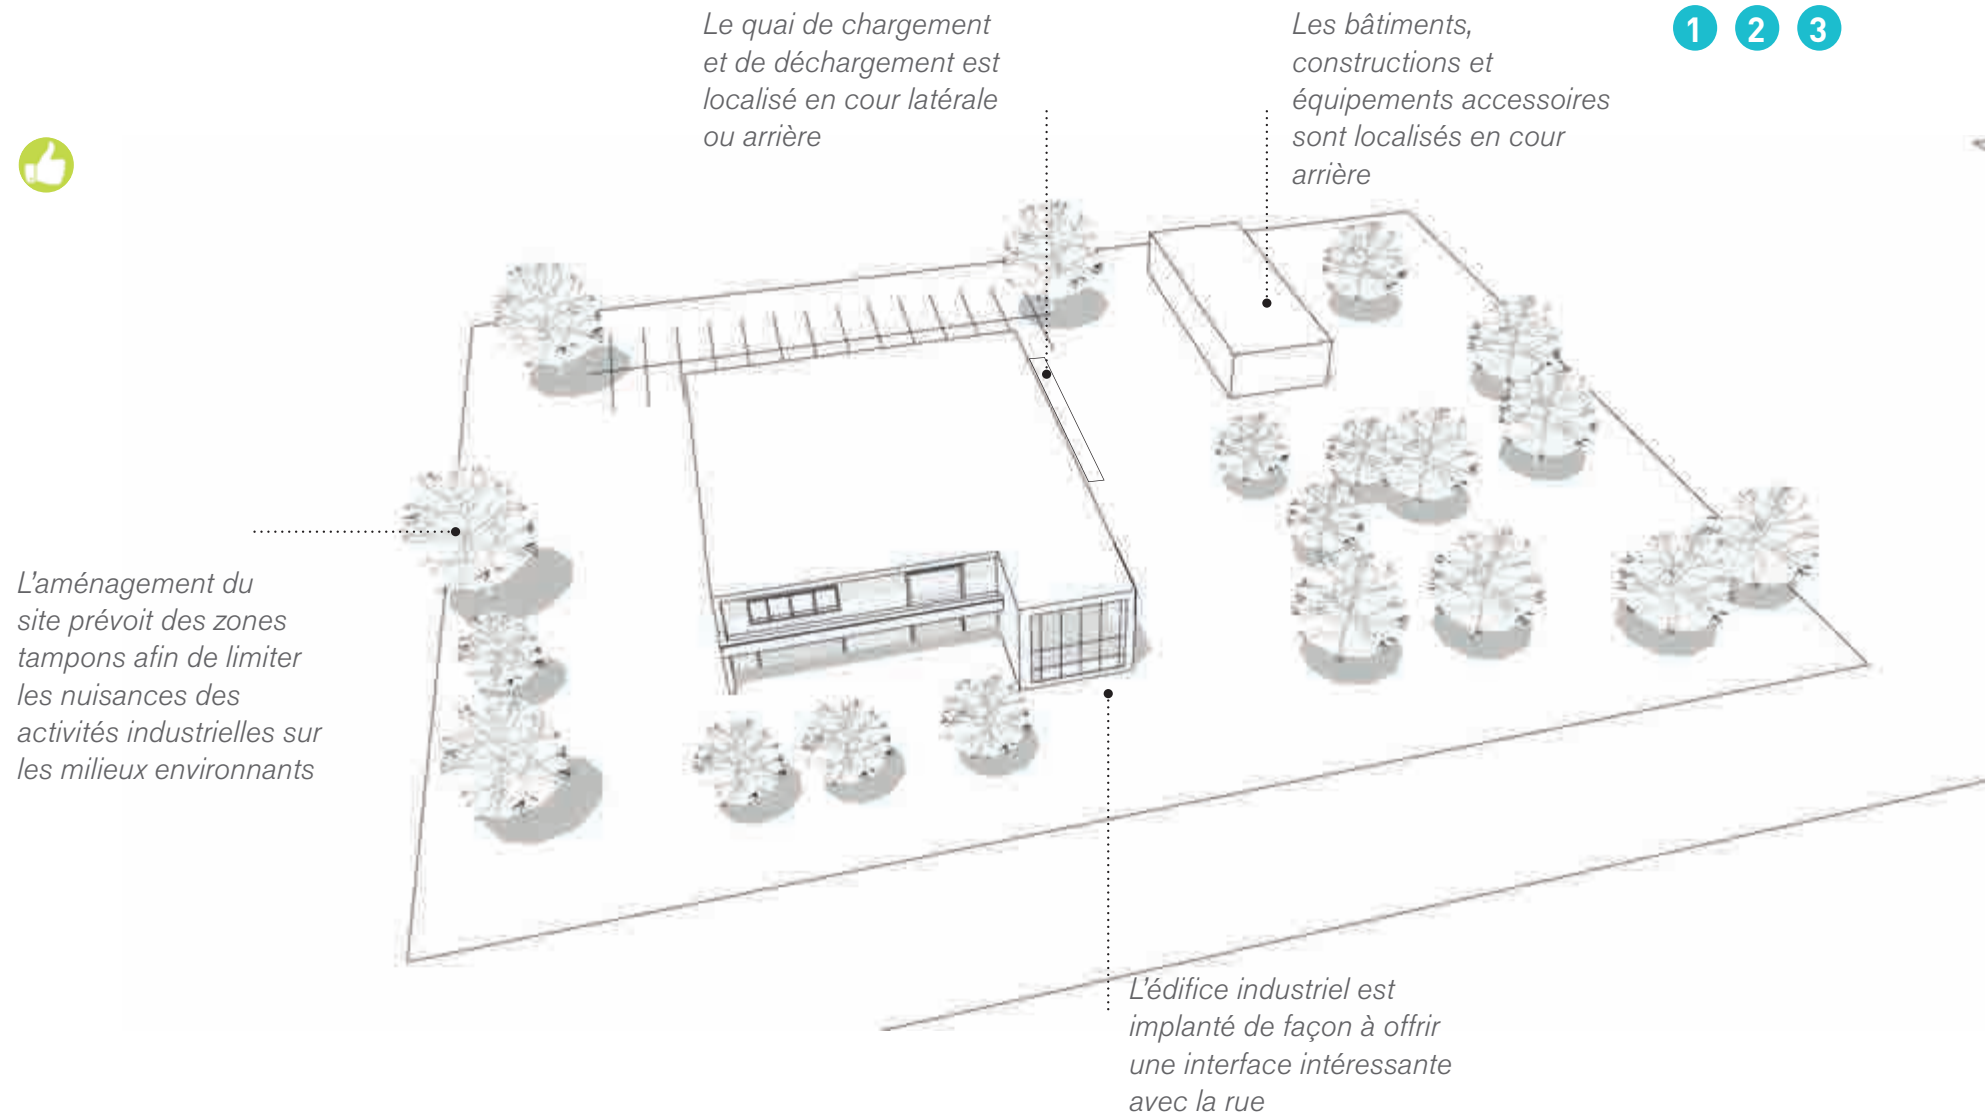 Le quai de chargement
et de déchargement est
localisé en cour latérale
ou arrière
Les bâtiments,
constructions et
équipements accessoires
sont localisés en cour
arrière
1 2 3
L'aménagement du
site prévoit des zones
tampons afin de limiter
les nuisances des
activités industrielles sur
les milieux environnants
L'édifice industriel est
implanté de façon à offrir
une interface intéressante
avec la rue